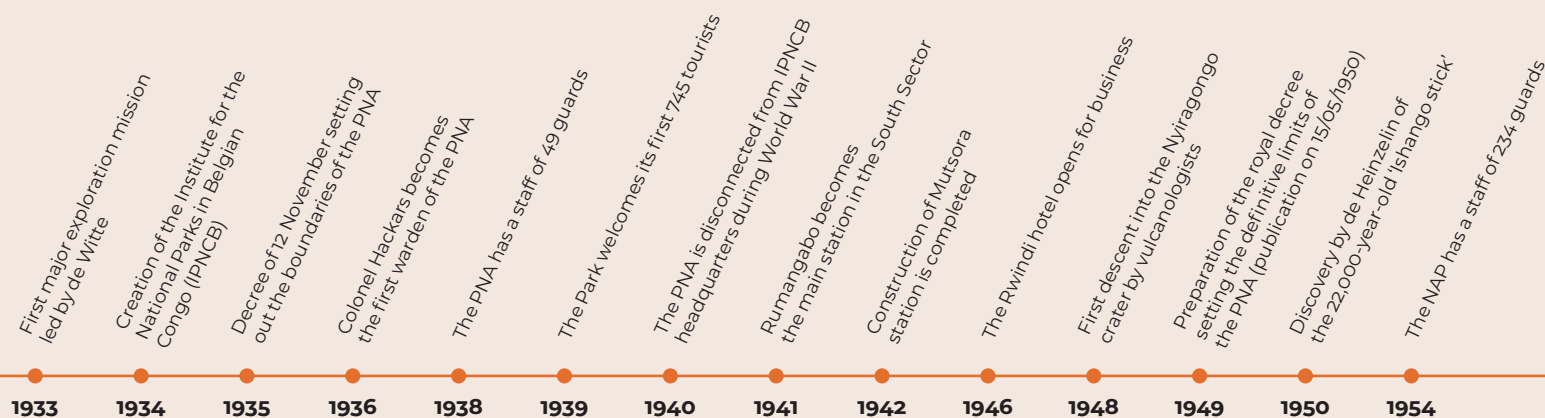 First major exploration mission
led by de Witte
Creation of the Institute for the
National Parks in Belgian
Congo (IPNCB)
Decree of 12 November setting
out the boundaries of the PNA
Colonel Hackars becomes
the first warden of the PNA
The PNA has a staff of 49 guards
The Park welcomes its first 745 tourists
The PNA is disconnected from IPNCB
headquarters during World War II
Rumangabo becomes
the main station in the South Sector
Construction of Mutsora
station is completed
The Rwindi hotel opens for business
First descent into the Nyiragongo
crater by vulcanologists
Preparation of the royal decree
setting the definitive limits of
the PNA (publication on 15/05/1950)
Discovery by de Heinzelin of
the 22,000-year-old ‘Ishango stick’
The NAP has a staff of 234 guards
1933 1934 1935 1936 1938 1939 1940 1941 1942 1946 1948 1949 1950 1954